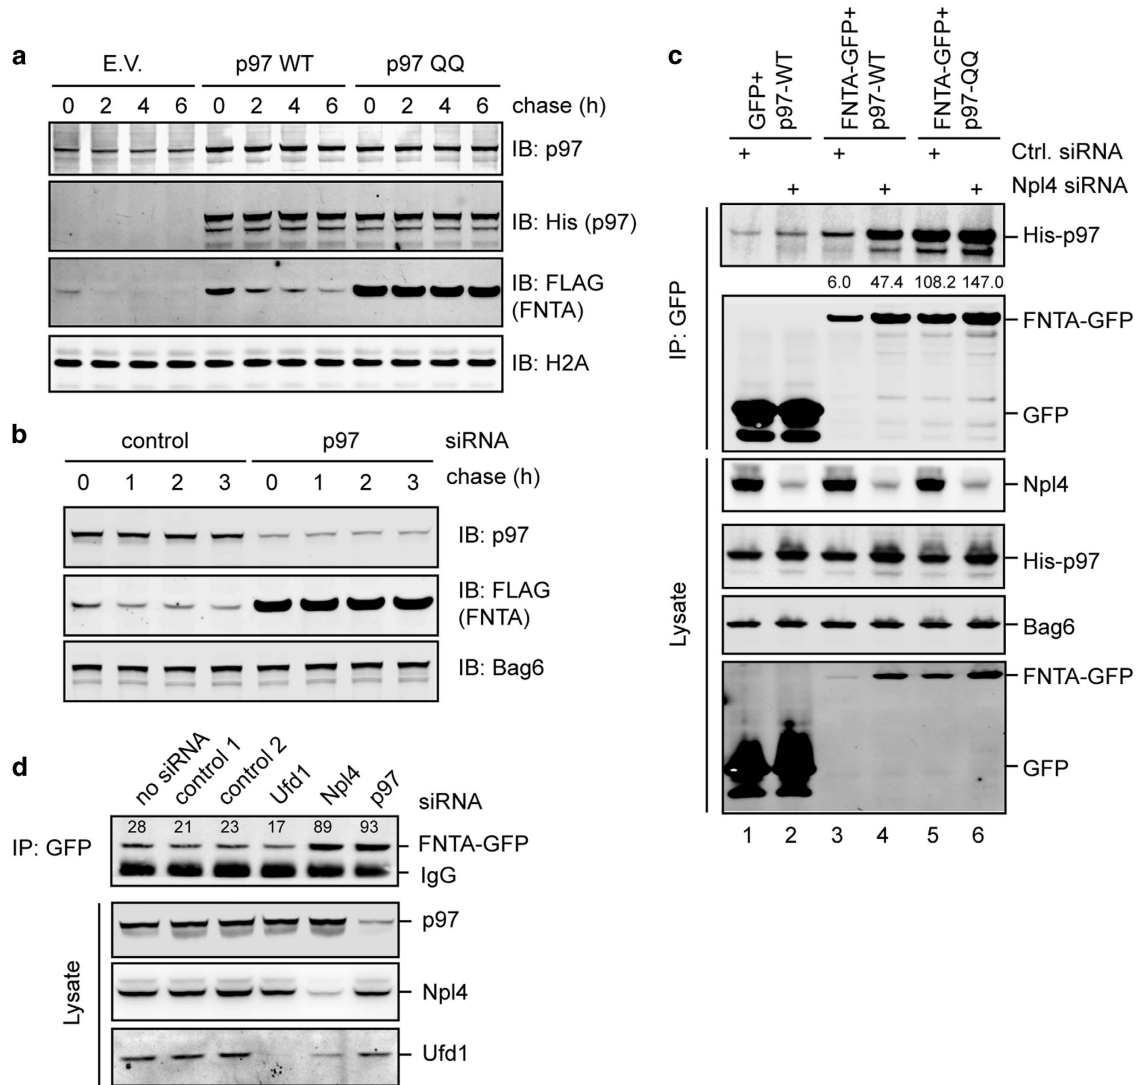 a
E.V. p97 WT p97 QQ
0 2 4 6 0 2 4 6 0 2 4 6 chase (h)
IB: p97
IB: His (p97)
IB: FLAG
(FNTA)
IB: H2A
b
control p97 siRNA
0 1 2 3 0 1 2 3 chase (h)
IB: p97
IB: FLAG
(FNTA)
IB: Bag6
c
GFP+
p97-WT
FNTA-GFP+
p97-WT
FNTA-GFP+
p97-QQ
+ + + Ctrl. siRNA
+ + + Npl4 siRNA
IP: GFP
His-p97
6.0 47.4 108.2 147.0
FNTA-GFP
GFP
Lysate
Npl4
His-p97
Bag6
FNTA-GFP
GFP
1 2 3 4 5 6
d
no siRNA
control 1
control 2
Ufd1
Npl4
p97
siRNA
28 21 23 17 89 93
IP: GFP
FNTA-GFP
IgG
Lysate
p97
Npl4
Ufd1